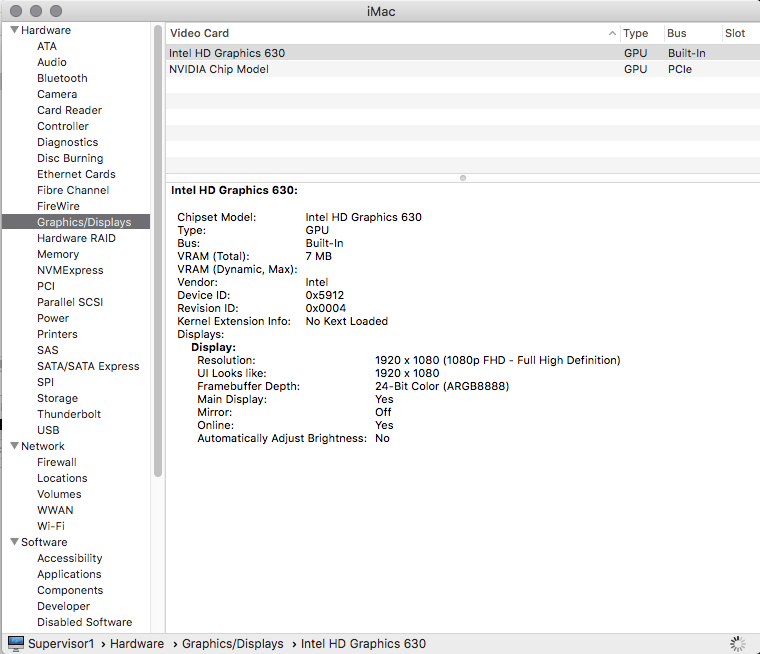 iMac
Hardware
ATA
Audio
Bluetooth
Camera
Card Reader
Controller
Diagnostics
Disc Burning
Ethernet Cards
Fibre Channel
FireWire
Graphics/Displays
Hardware RAID
Memory
NVMExpress
PCI
Parallel SCSI
Power
Printers
SAS
SATA/SATA Express
SPI
Storage
Thunderbolt
USB
Network
Firewall
Locations
Volumes
WWAN
Wi-Fi
Software
Accessibility
Applications
Components
Developer
Disabled Software
Video Card Type Bus Slot
Intel HD Graphics 630 GPU Built-In
NVIDIA Chip Model GPU PCIe
Intel HD Graphics 630:
Chipset Model: Intel HD Graphics 630
Type: GPU
Bus: Built-In
VRAM (Total): 7 MB
VRAM (Dynamic, Max):
Vendor: Intel
Device ID: 0x5912
Revision ID: 0x0004
Kernel Extension Info: No Kext Loaded
Displays:
Display:
Resolution: 1920 x 1080 (1080p FHD - Full High Definition)
UI Looks like: 1920 x 1080
Framebuffer Depth: 24-Bit Color (ARGB8888)
Main Display: Yes
Mirror: Off
Online: Yes
Automatically Adjust Brightness: No
Supervisor1 › Hardware › Graphics/Displays › Intel HD Graphics 630